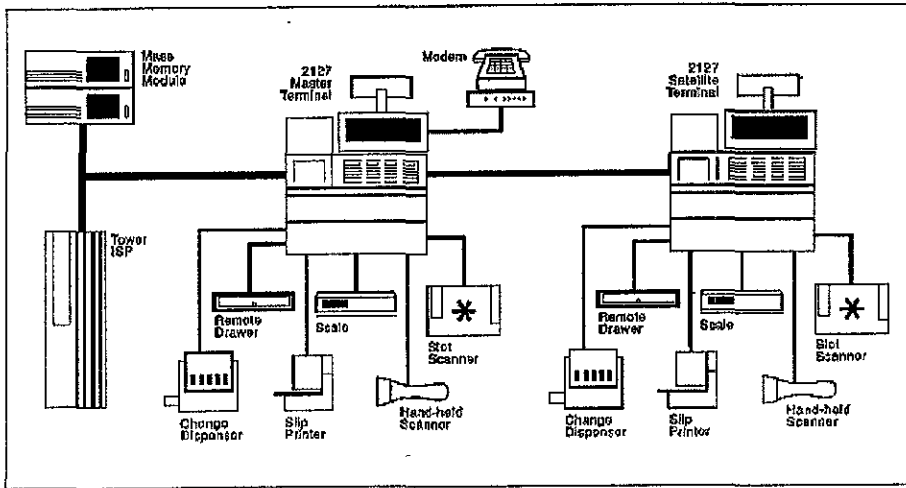 Mass
Memory
Module
2127
Master
Terminal
Modem
2127
Satellite
Terminal
Tower
ISP
Remote
Drawer
Scale
Slot
Scanner
Change
Dispenser
Slip
Printer
Hand-held
Scanner
Remote
Drawer
Scale
Slot
Scanner
Change
Dispenser
Slip
Printer
Hand-held
Scanner